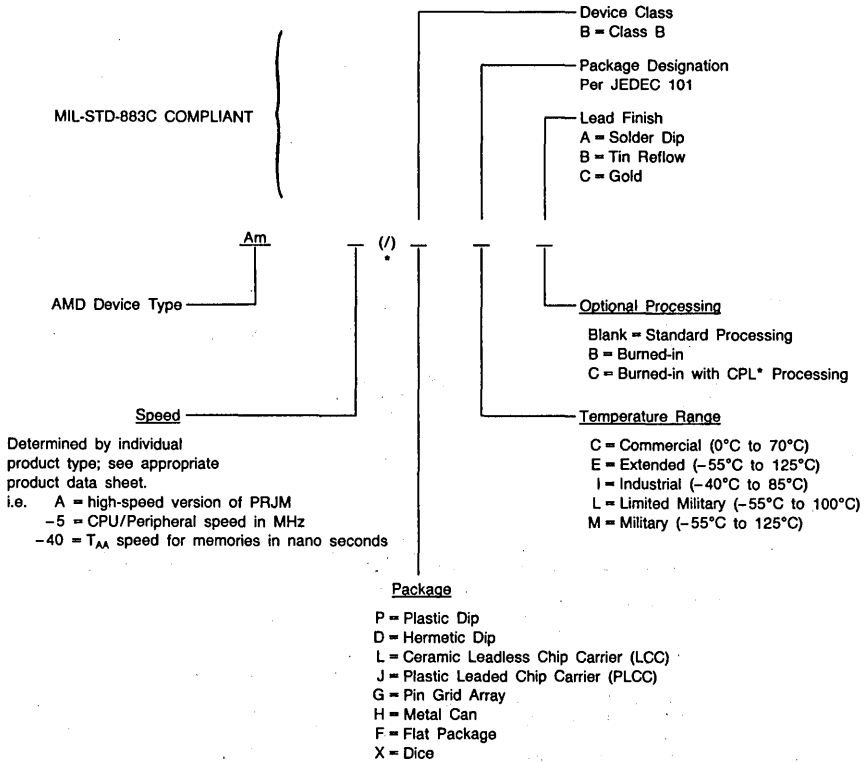 Device Class
B = Class B
Package Designation
Per JEDEC 101
MIL-STD-883C COMPLIANT
Lead Finish
A = Solder Dip
B = Tin Reflow
C = Gold
Am
(/)
*
AMD Device Type
Optional Processing
Blank = Standard Processing
B = Burned-in
C = Burned-in with CPL* Processing
Speed
Determined by individual
product type; see appropriate
product data sheet.
i.e. A = high-speed version of PRJM
-5 = CPU/Peripheral speed in MHz
-40 = TAA speed for memories in nano seconds
Temperature Range
C = Commercial (0°C to 70°C)
E = Extended (-55°C to 125°C)
I = Industrial (-40°C to 85°C)
L = Limited Military (-55°C to 100°C)
M = Military (-55°C to 125°C)
Package
P = Plastic Dip
D = Hermetic Dip
L = Ceramic Leadless Chip Carrier (LCC)
J = Plastic Leaded Chip Carrier (PLCC)
G = Pin Grid Array
H = Metal Can
F = Flat Package
X = Dice